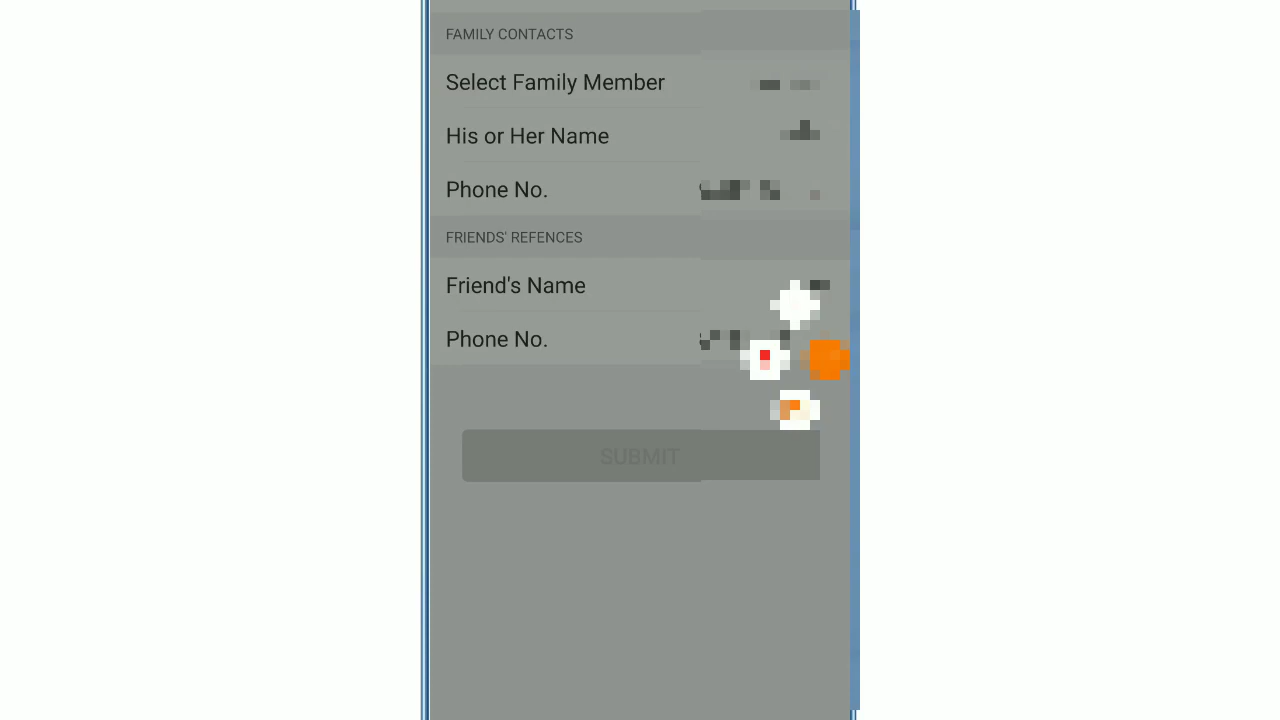 FAMILY CONTACTS
Select Family Member
His or Her Name
Phone No.
FRIENDS' REFENCES
Friend's Name
Phone No.
SUBMIT